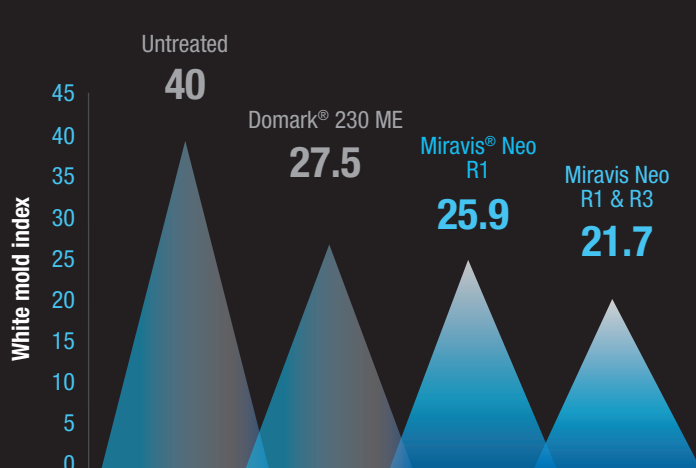 Untreated
40
Domark® 230 ME
27.5
Miravis® Neo
R1
25.9
Miravis Neo
R1 & R3
21.7
White mold index
45
40
35
30
25
20
15
10
5
0